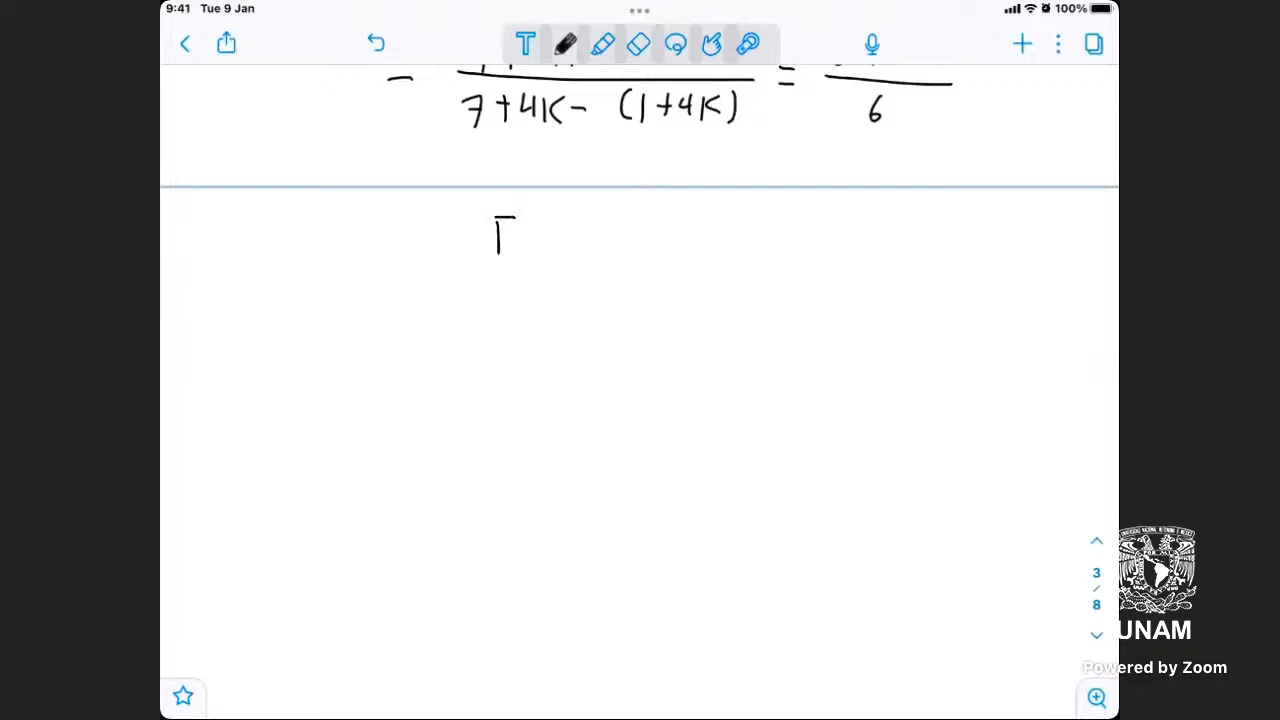 9:41 Tue 9 Jan 100%
T
7+4K- (1+4K) = 6
3
8
UNAM
Powered by Zoom